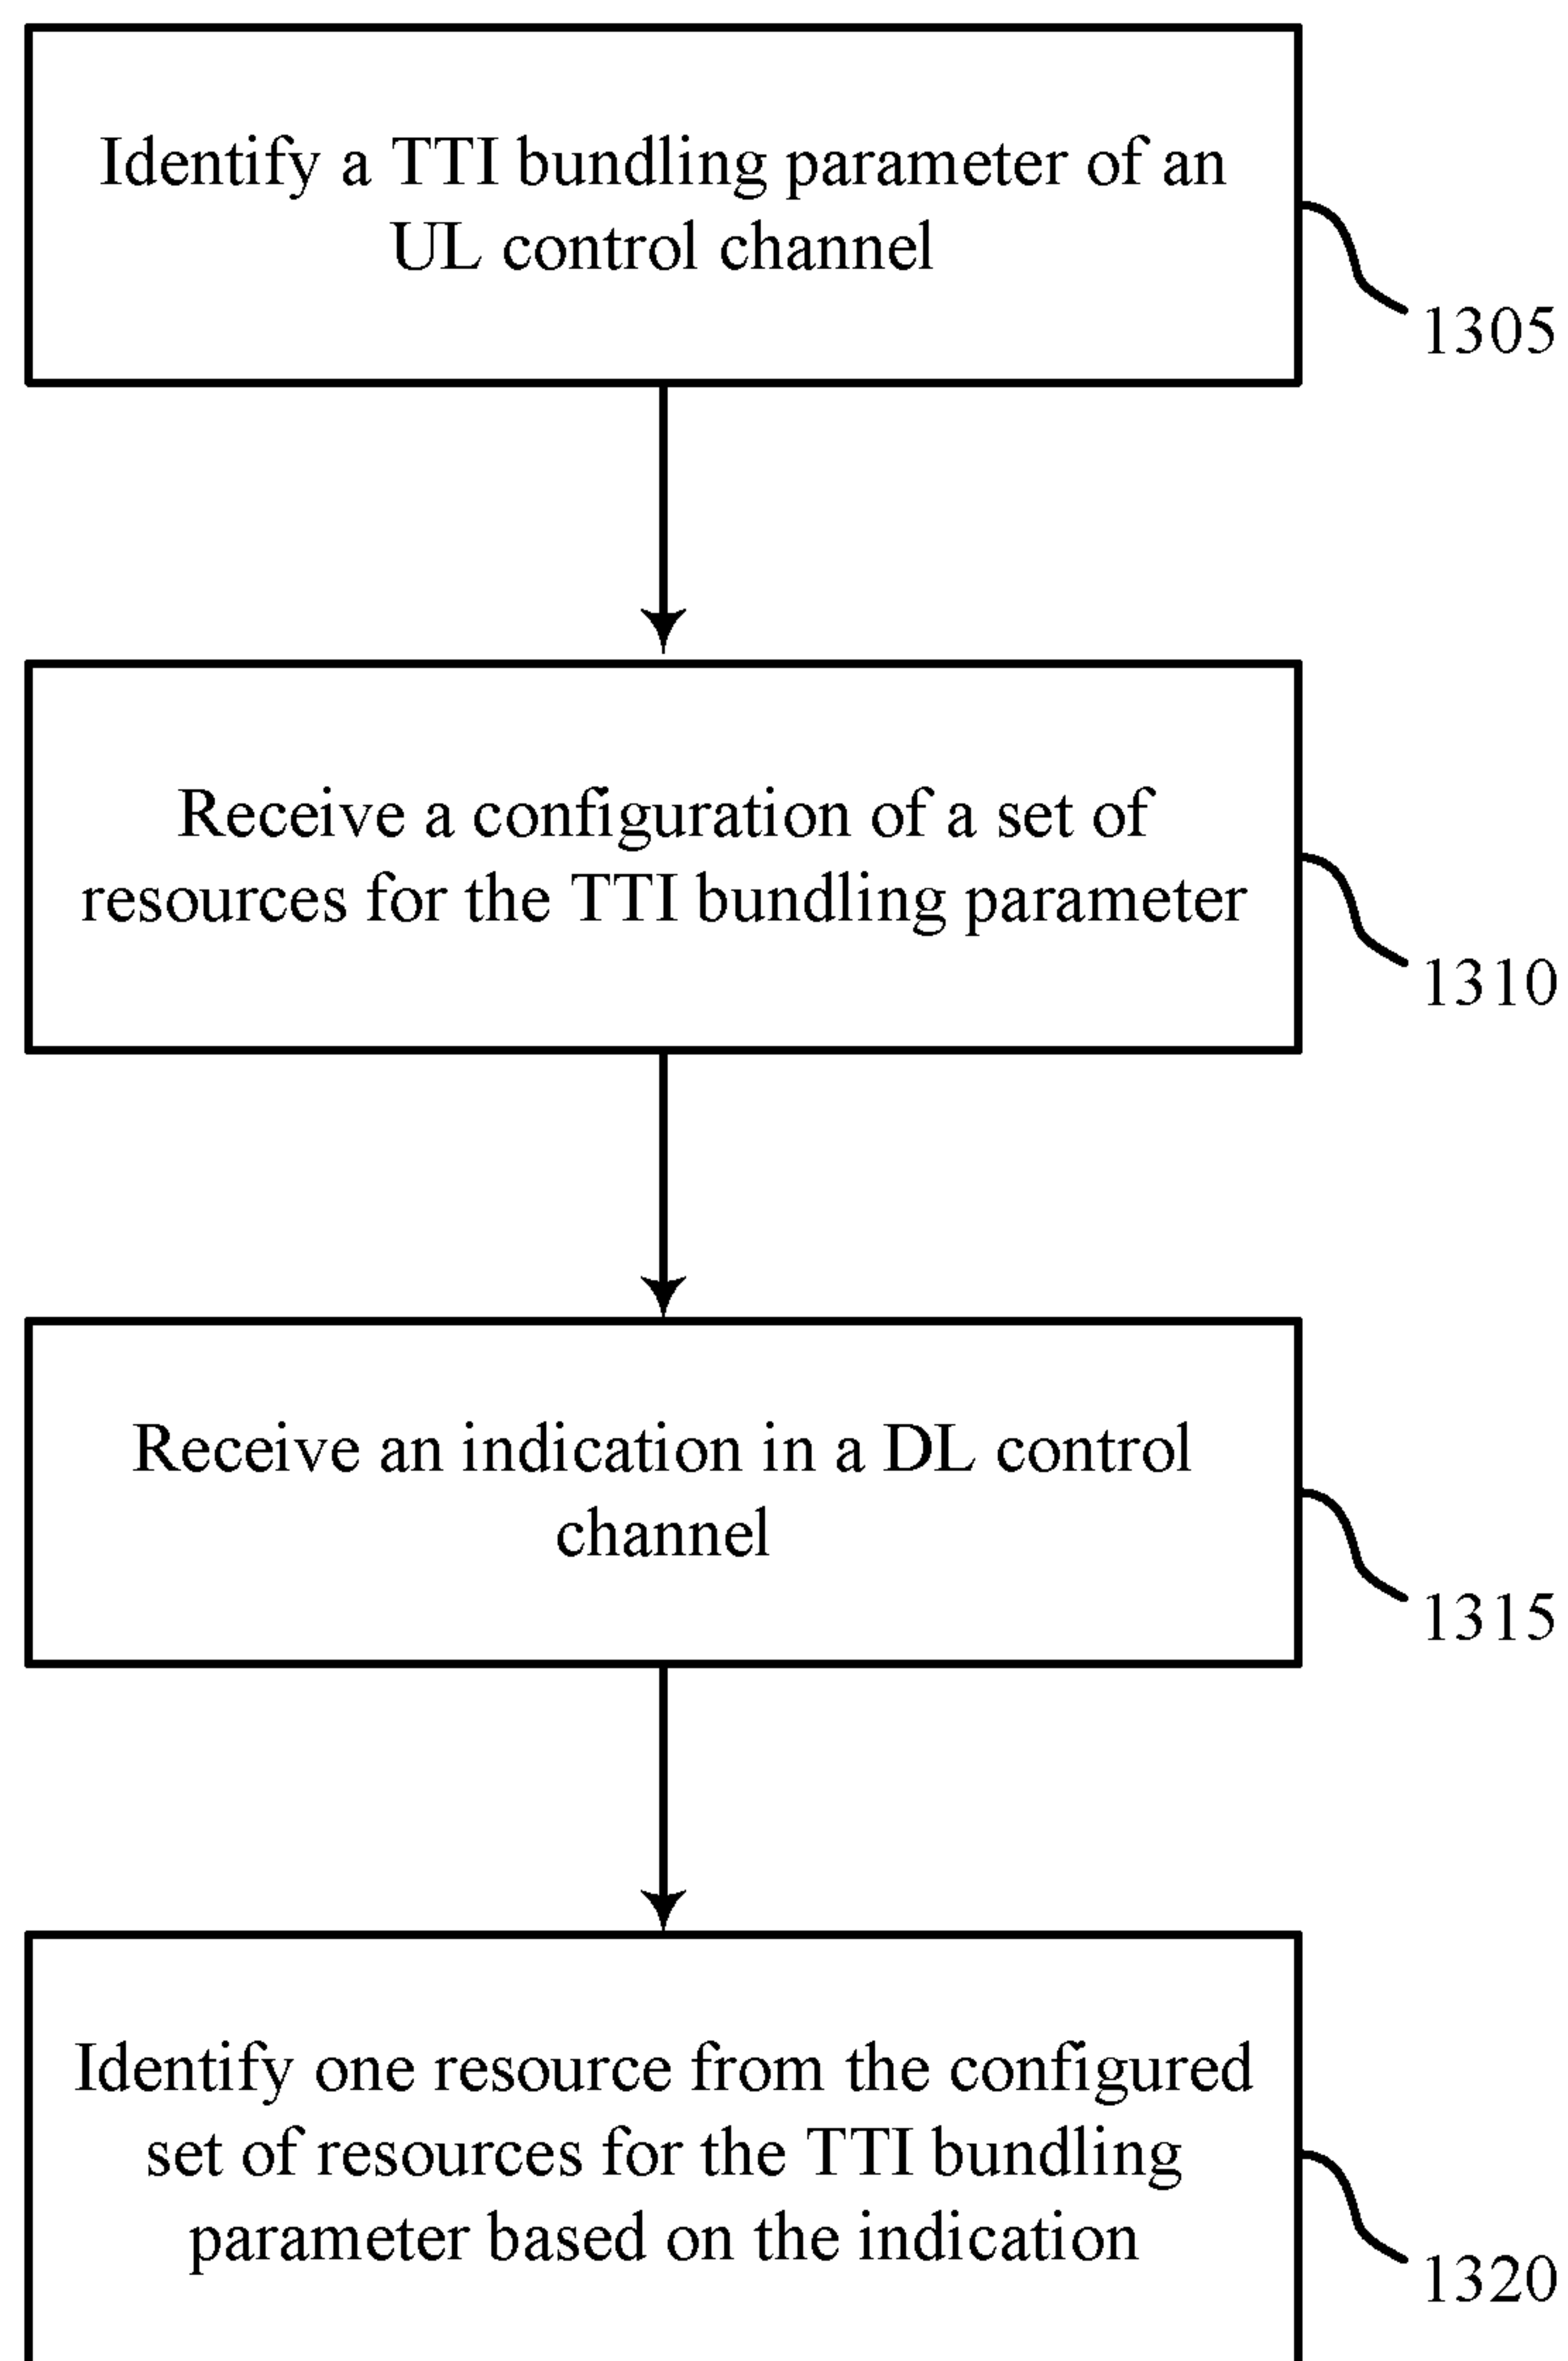 Identify a TTI bundling parameter of an
UL control channel
1305
Receive a configuration of a set of
resources for the TTI bundling parameter
1310
Receive an indication in a DL control
channel
1315
Identify one resource from the configured
set of resources for the TTI bundling
parameter based on the indication
1320